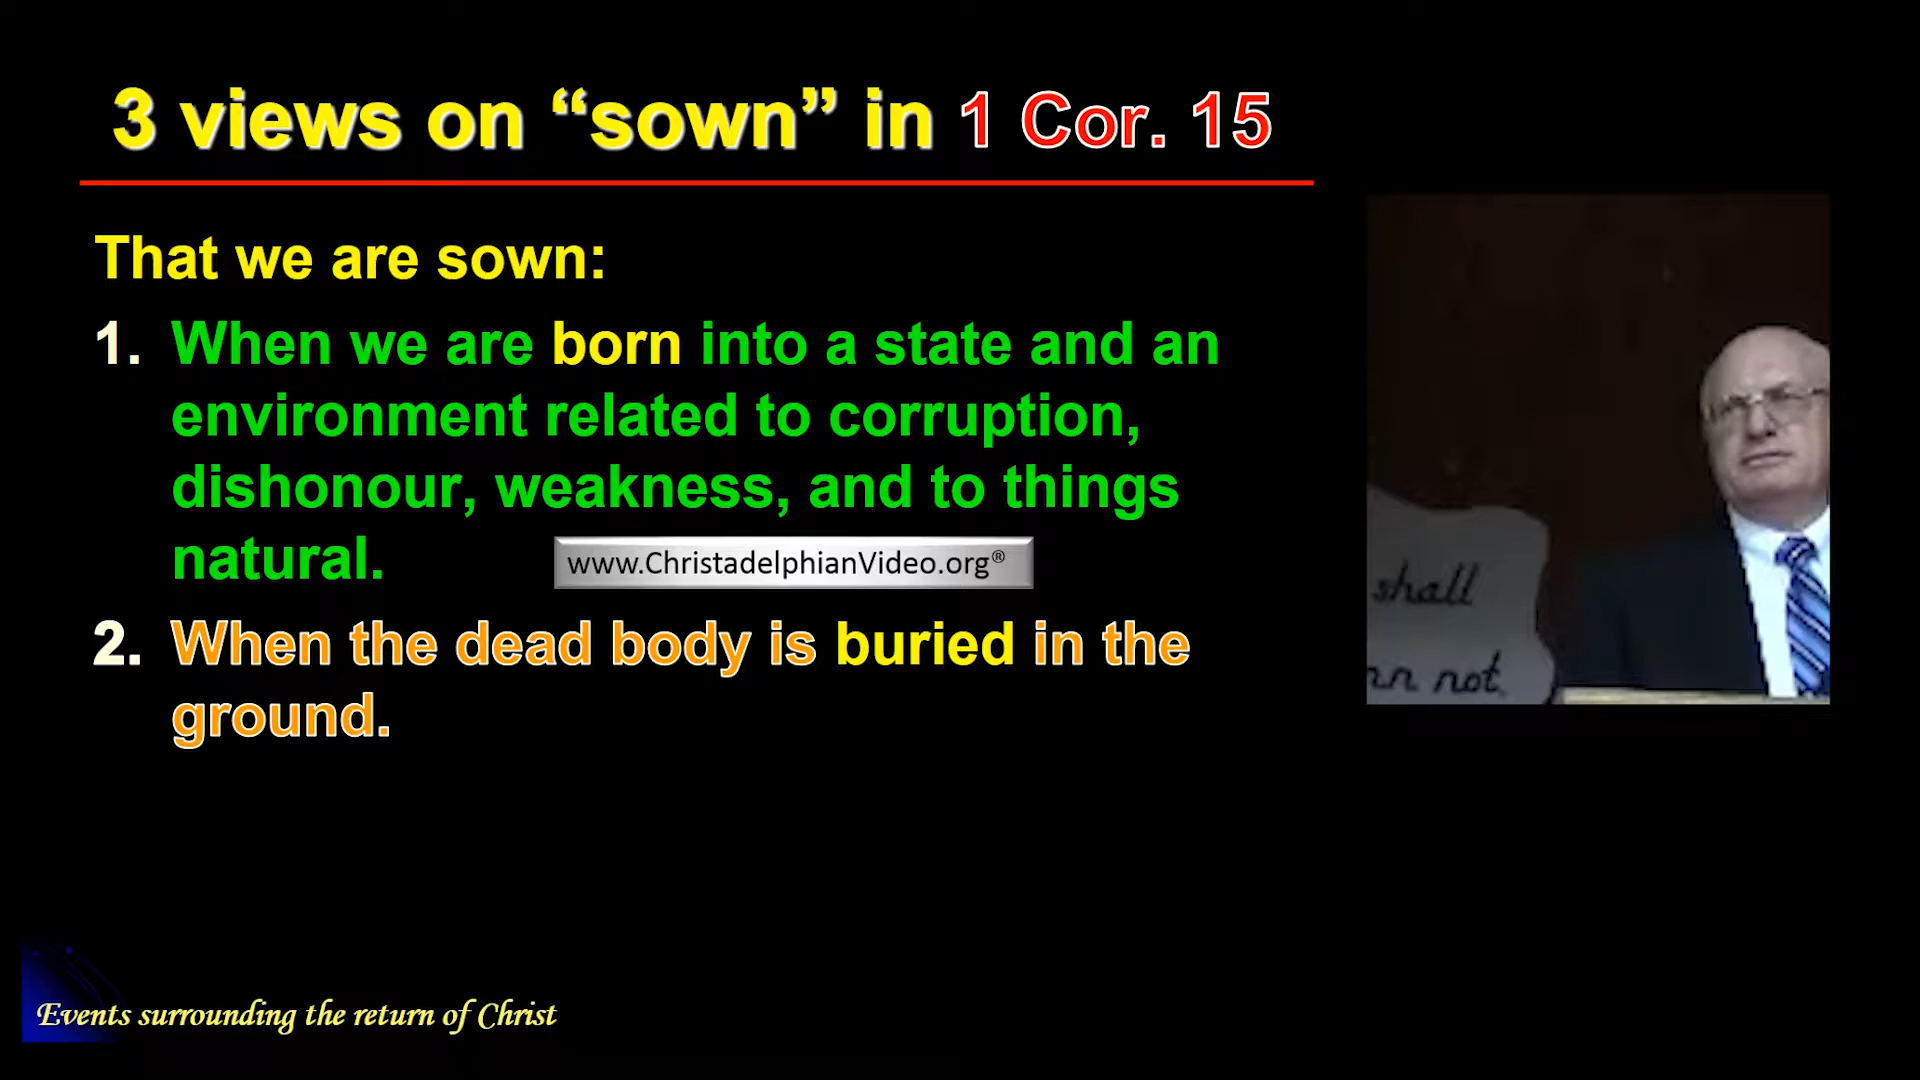 3 views on “sown” in 1 Cor. 15
That we are sown:
1. When we are born into a state and an
environment related to corruption,
dishonour, weakness, and to things
natural.
www.ChristadelphianVideo.org®
2. When the dead body is buried in the
ground.
shall
not,
Events surrounding the return of Christ